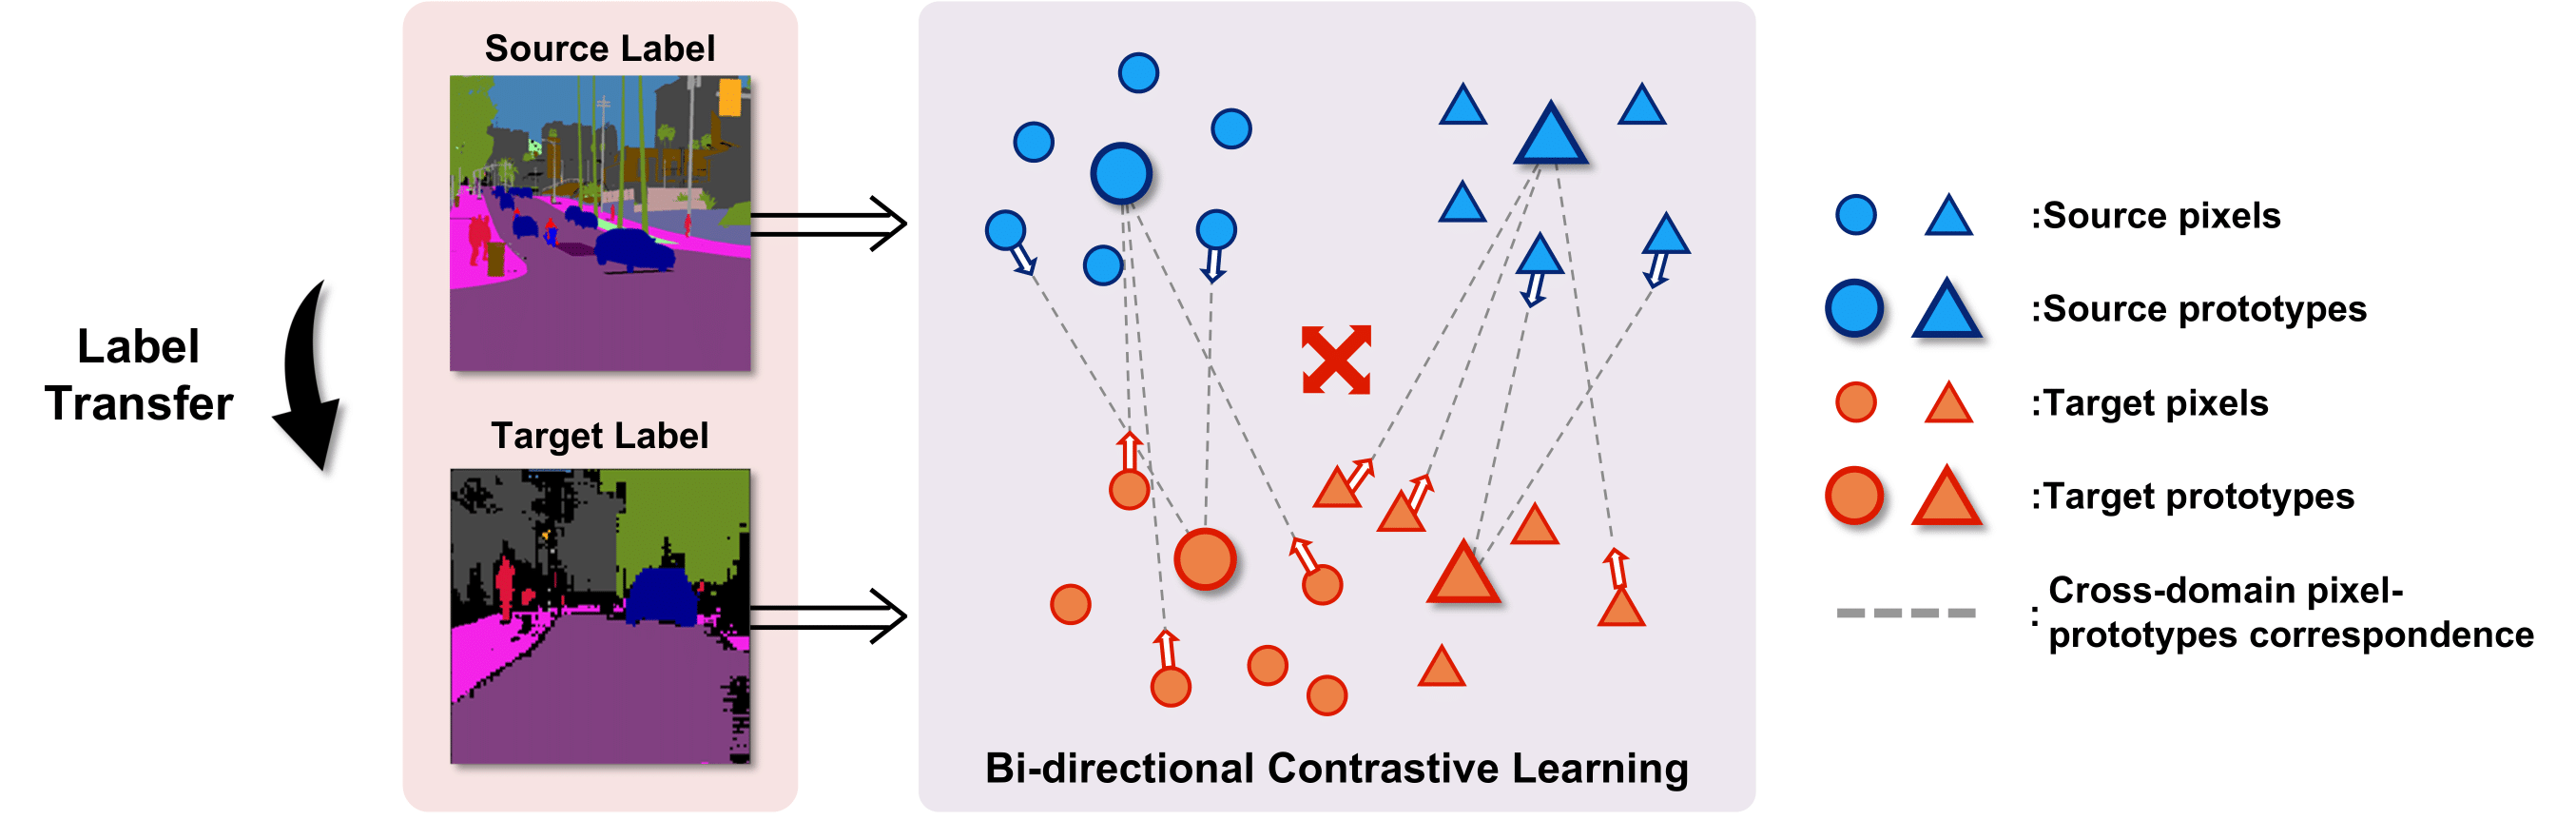 Label
Transfer
Source Label
Target Label
Bi-directional Contrastive Learning
:Source pixels
:Source prototypes
:Target pixels
:Target prototypes
: Cross-domain pixel-
prototypes correspondence